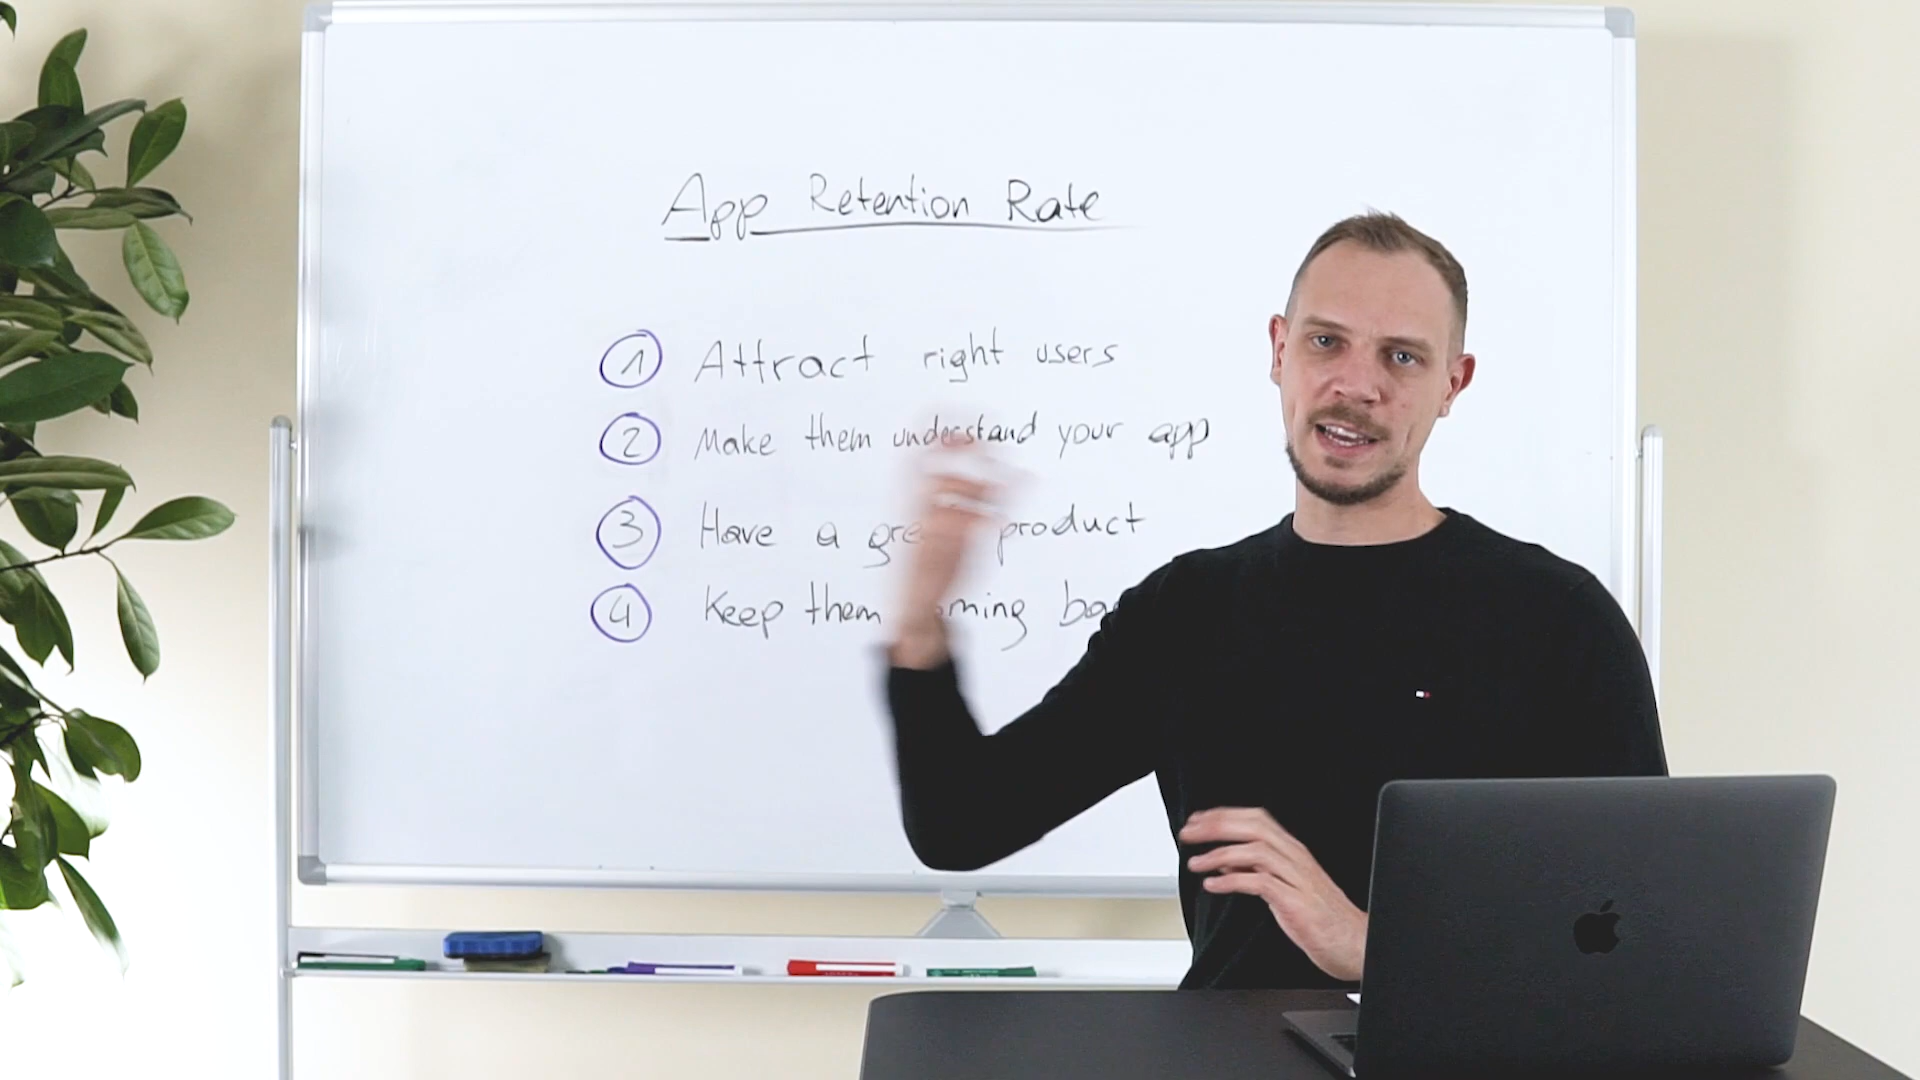 App Retention Rate
1 Attract right users
2 Make them understand your app
3 Have a product
4 Keep them